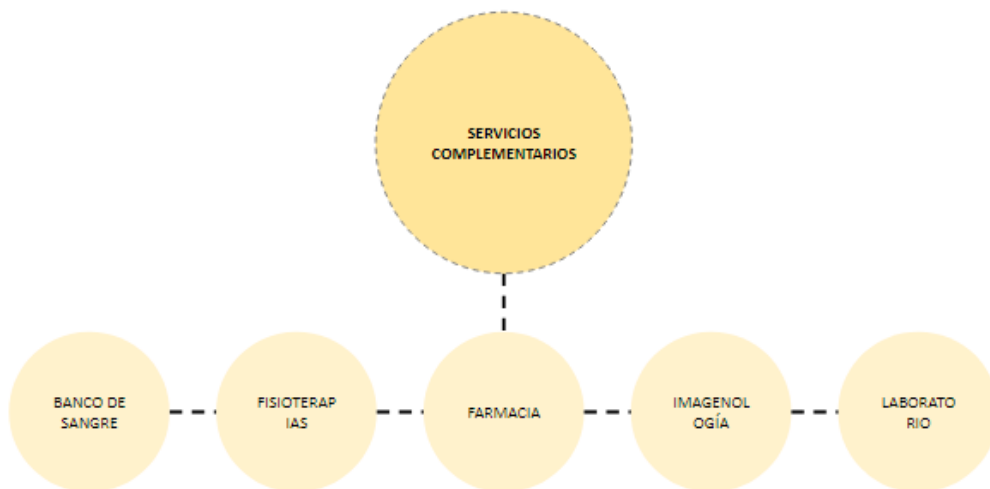 SERVICIOS
COMPLEMENTARIOS
BANCO DE
SANGRE
FISIOTERAP
IAS
FARMACIA
IMAGENOL
OGÍA
LABORATO
RIO